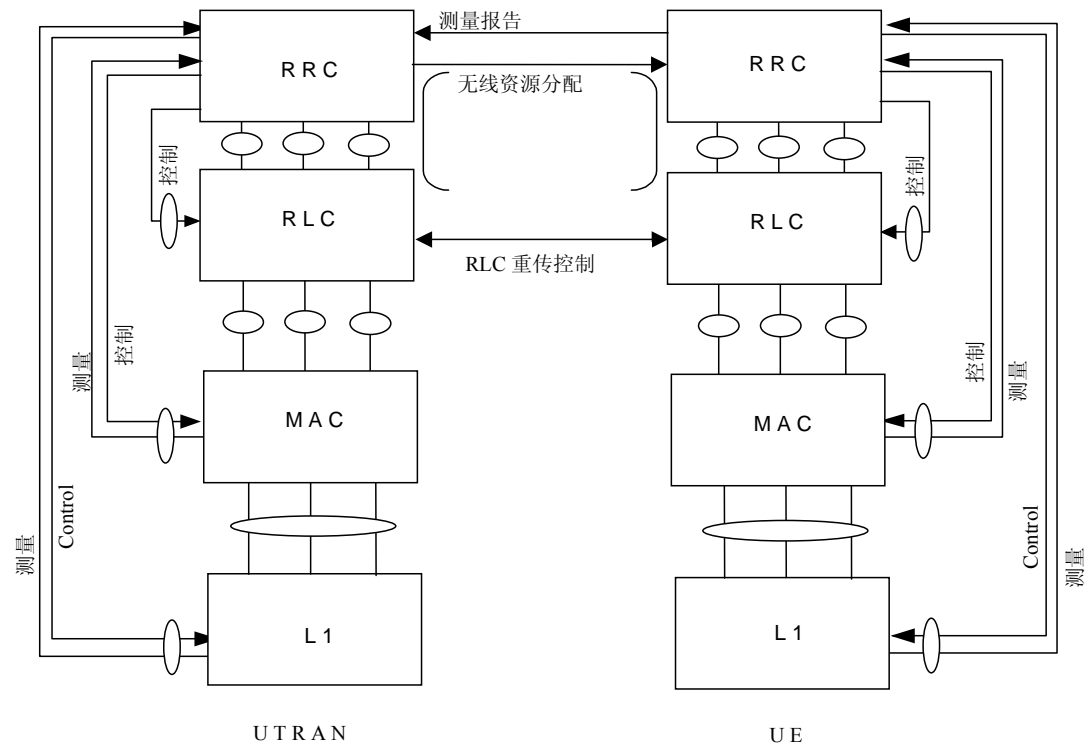 测量报告
RRC
RRC
无线资源分配
控制
控制
RLC
RLC
RLC 重传控制
测量
控制
控制
测量
MAC
MAC
测量
Control
Control
测量
L1
L1
UTRAN
UE